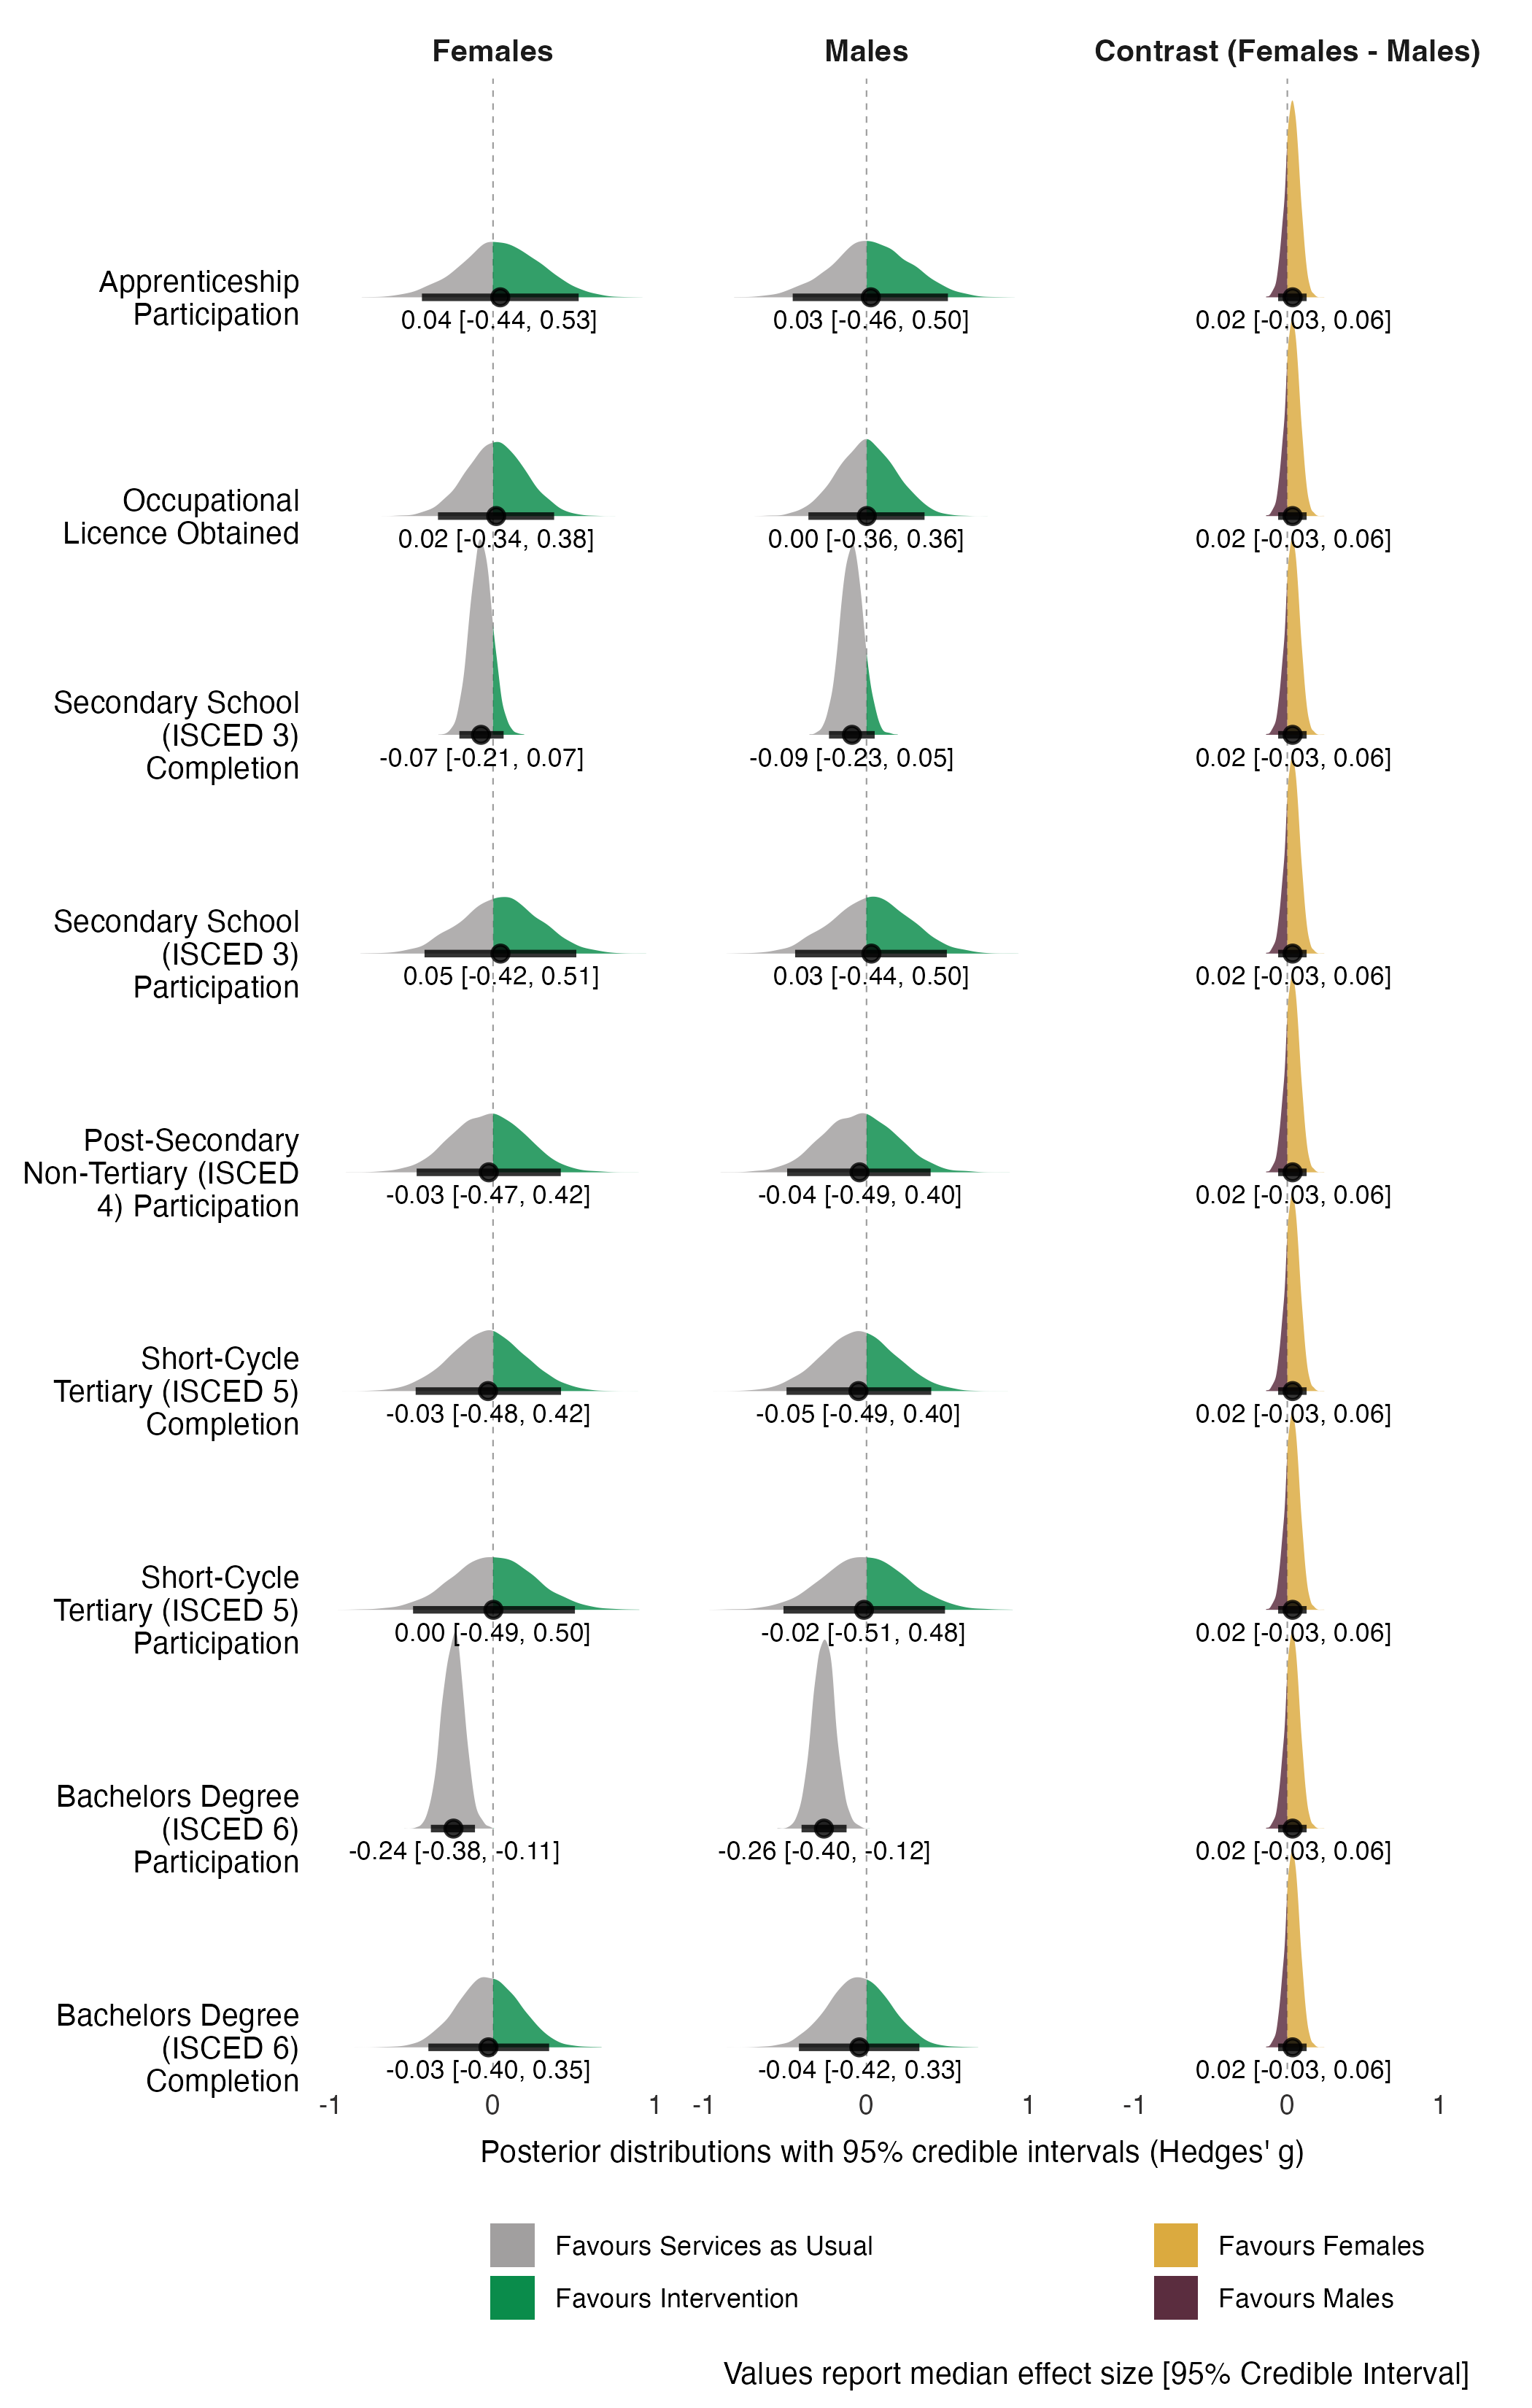 Females Males Contrast (Females - Males)
Apprenticeship
Participation
0.04 [-0.44, 0.53] 0.03 [-0.46, 0.50] 0.02 [-0.03, 0.06]
Occupational
Licence Obtained
0.02 [-0.34, 0.38] 0.00 [-0.36, 0.36] 0.02 [-0.03, 0.06]
Secondary School
(ISCED 3)
Completion
-0.07 [-0.21, 0.07] -0.09 [-0.23, 0.05] 0.02 [-0.03, 0.06]
Secondary School
(ISCED 3)
Participation
0.05 [-0.42, 0.51] 0.03 [-0.44, 0.50] 0.02 [-0.03, 0.06]
Post-Secondary
Non-Tertiary (ISCED
4) Participation
-0.03 [-0.47, 0.42] -0.04 [-0.49, 0.40] 0.02 [-0.03, 0.06]
Short-Cycle
Tertiary (ISCED 5)
Completion
-0.03 [-0.48, 0.42] -0.05 [-0.49, 0.40] 0.02 [-0.03, 0.06]
Short-Cycle
Tertiary (ISCED 5)
Participation
0.00 [-0.49, 0.50] -0.02 [-0.51, 0.48] 0.02 [-0.03, 0.06]
Bachelors Degree
(ISCED 6)
Participation
-0.24 [-0.38, -0.11] -0.26 [-0.40, -0.12] 0.02 [-0.03, 0.06]
Bachelors Degree
(ISCED 6)
Completion
-0.03 [-0.40, 0.35] -0.04 [-0.42, 0.33] 0.02 [-0.03, 0.06]
-1 0 1 -1 0 1 -1 0 1
Posterior distributions with 95% credible intervals (Hedges' g)
Favours Services as Usual Favours Females
Favours Intervention Favours Males
Values report median effect size [95% Credible Interval]